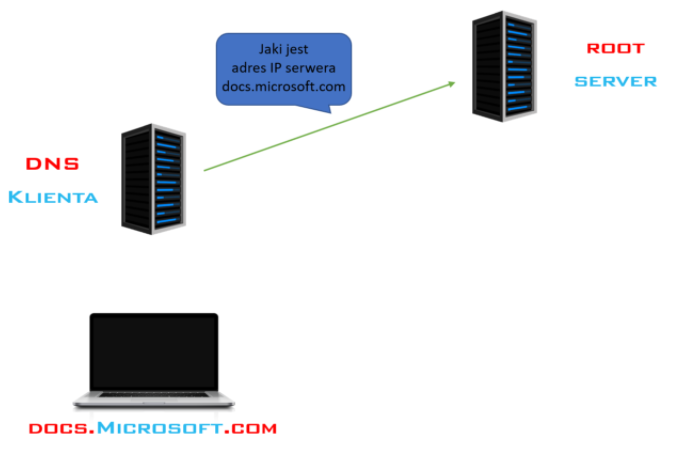 Jaki jest
adres IP serwera
docs.microsoft.com
ROOT
SERVER
DNS
KLIENTA
DOCS.MICROSOFT.COM